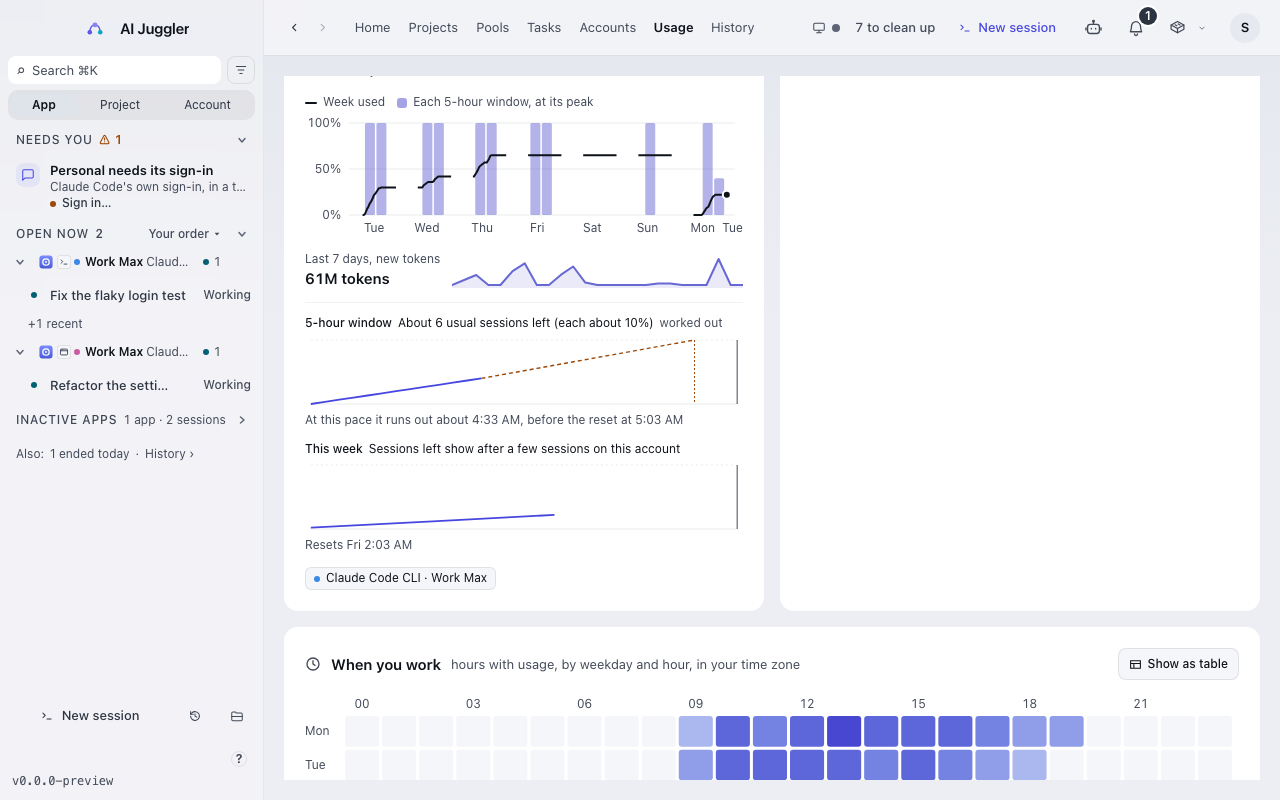 AI Juggler
Search ⌘K
App Project Account
NEEDS YOU 1
Personal needs its sign-in
Claude Code's own sign-in, in a t…
Sign in…
OPEN NOW 2 Your order
Work Max Claud… 1
Fix the flaky login test Working
+1 recent
Work Max Claud… 1
Refactor the setti… Working
INACTIVE APPS 1 app · 2 sessions
Also: 1 ended today · History ›
New session
?
v0.0.0-preview
Home Projects Pools Tasks Accounts Usage History
7 to clean up
New session
1
S
Week used Each 5-hour window, at its peak
100%
50%
0%
Tue Wed Thu Fri Sat Sun Mon Tue
Last 7 days, new tokens
61M tokens
5-hour window About 6 usual sessions left (each about 10%) worked out
At this pace it runs out about 4:33 AM, before the reset at 5:03 AM
This week Sessions left show after a few sessions on this account
Resets Fri 2:03 AM
Claude Code CLI · Work Max
When you work hours with usage, by weekday and hour, in your time zone
Show as table
00 03 06 09 12 15 18 21
Mon
Tue